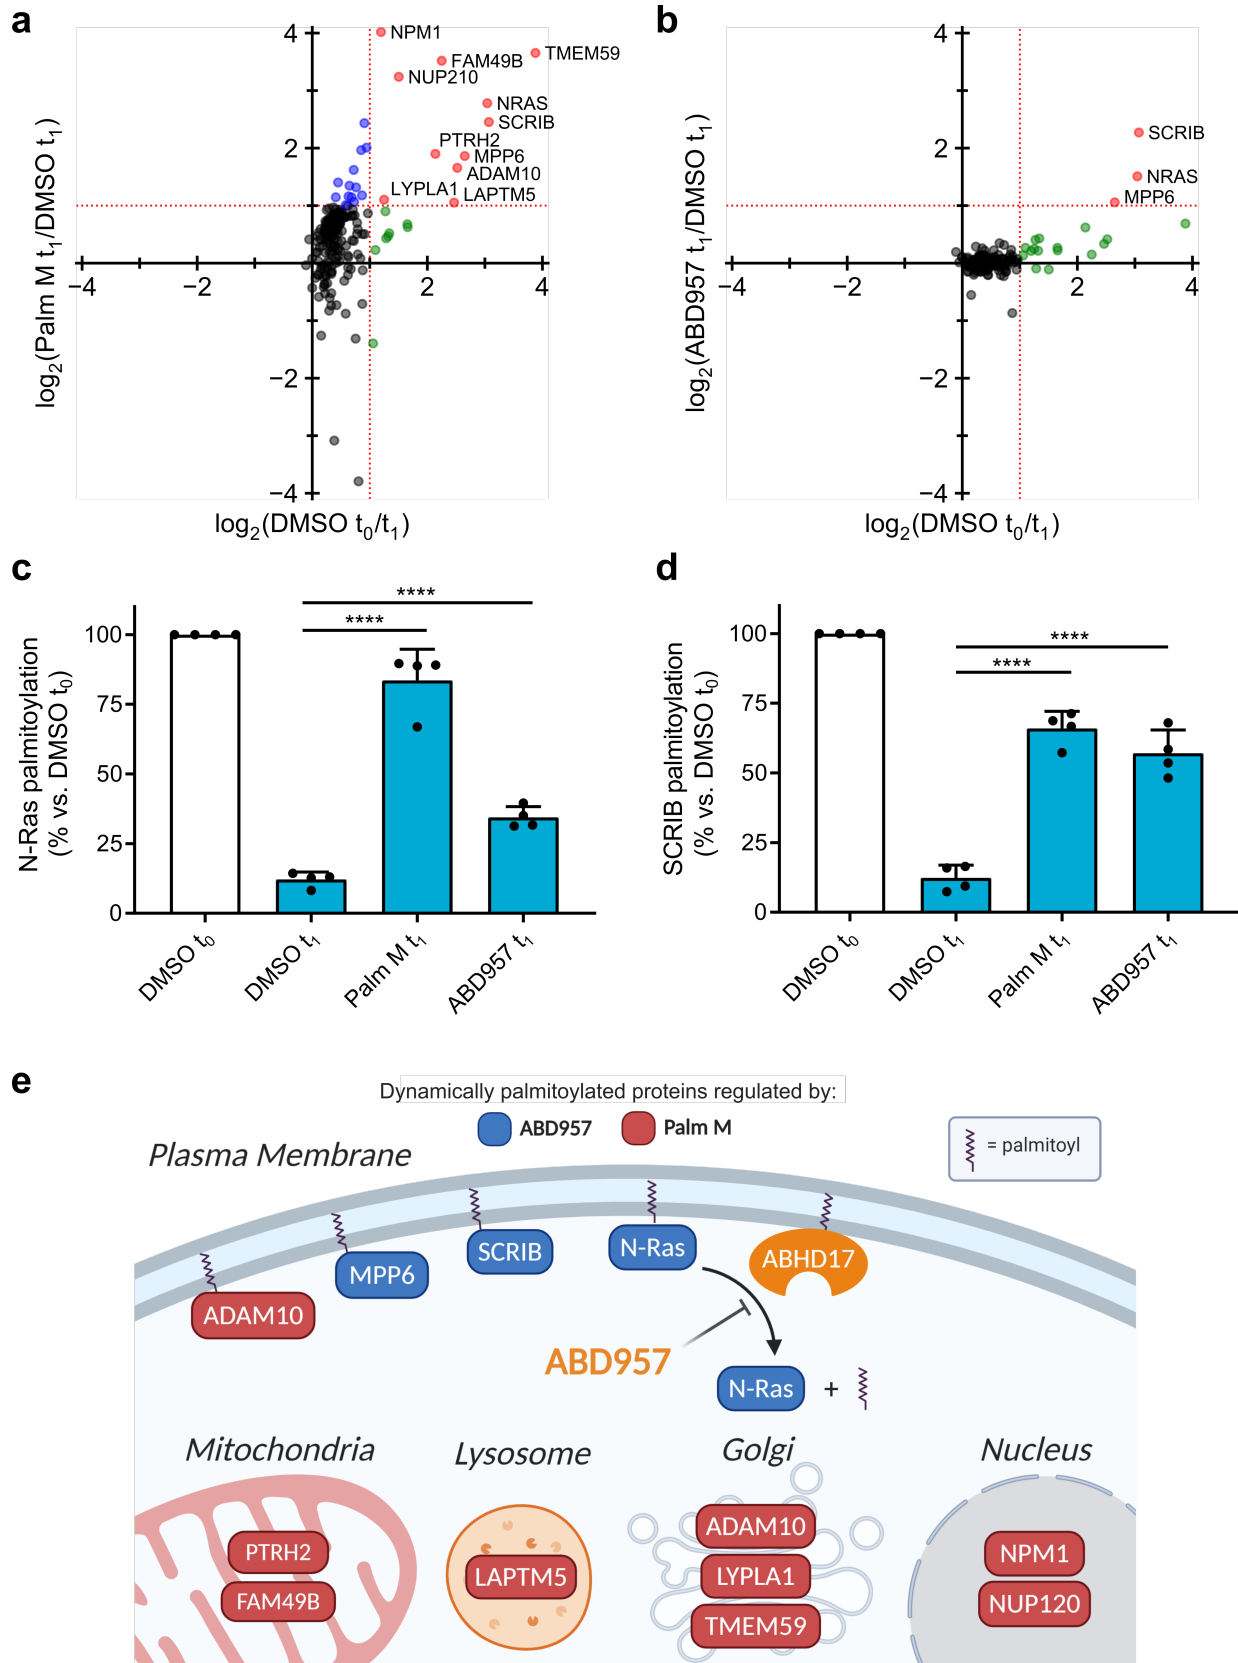 a
b
4
NPM1
TMEM59
FAM49B
NUP210
NRAS
SCRIB
2
PTRH2
MPP6
ADAM10
LYPLA1
LAPTM5
−4
−2
2
4
−2
−4
log2(Palm M t1/DMSO t1)
log2(DMSO t0/t1)
4
2
SCRIB
NRAS
MPP6
−4
−2
2
4
−2
−4
log2(ABD957 t1/DMSO t1)
log2(DMSO t0/t1)
c
d
****
****
100
75
50
25
0
N-Ras palmitoylation
(% vs. DMSO t0)
DMSO t0
DMSO t1
Palm M t1
ABD957 t1
****
****
100
75
50
25
0
SCRIB palmitoylation
(% vs. DMSO t0)
DMSO t0
DMSO t1
Palm M t1
ABD957 t1
e
Dynamically palmitoylated proteins regulated by:
ABD957
Palm M
Plasma Membrane
= palmitoyl
ADAM10
MPP6
SCRIB
N-Ras
ABHD17
ABD957
N-Ras +
Mitochondria
Lysosome
Golgi
Nucleus
PTRH2
FAM49B
LAPTM5
ADAM10
LYPLA1
TMEM59
NPM1
NUP120